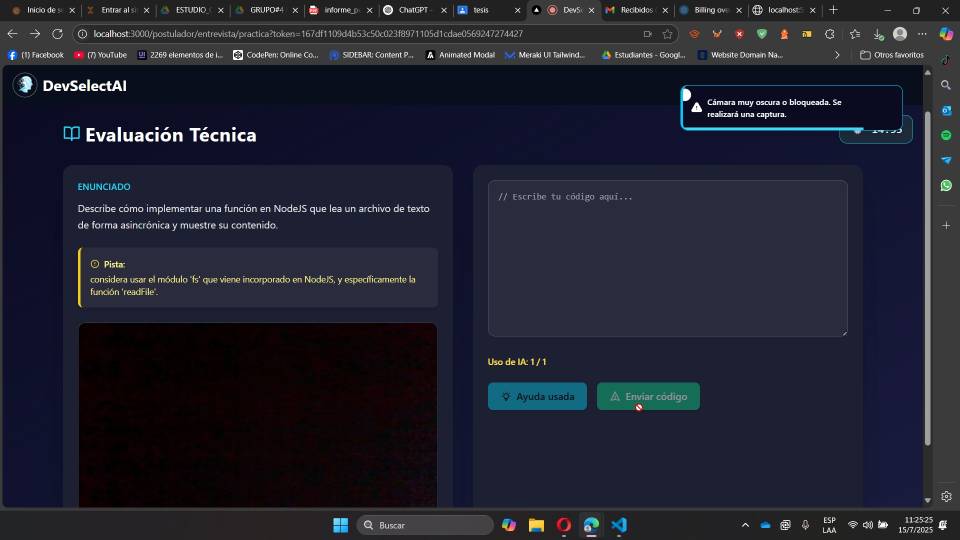 Inicio de s
Entrar al si
ESTUDIO_
GRUPO#4
informe_p
ChatGPT -
tesis
DevS
Recibidos
Billing over
localhost:
localhost:3000/postulador/entrevista/practica?token=167df1109d4b53c50c023f8971105d1cdae0569247274427
(1) Facebook
(7) YouTube
2269 elementos de i...
CodePen: Online Co...
SIDEBAR: Content P...
Animated Modal
Meraki UI Tailwind...
Estudiantes - Googl...
Website Domain Na...
Otros favoritos
DevSelectAI
Cámara muy oscura o bloqueada. Se
realizará una captura.
Evaluación Técnica
ENUNCIADO
Describe cómo implementar una función en NodeJS que lea un archivo de texto
de forma asincrónica y muestre su contenido.
Pista:
considera usar el módulo 'fs' que viene incorporado en NodeJS, y específicamente la
función 'readFile'.
// Escribe tu código aquí...
Uso de IA: 1 / 1
Ayuda usada
Enviar código
Buscar
ESP
LAA
11:25:25
15/7/2025